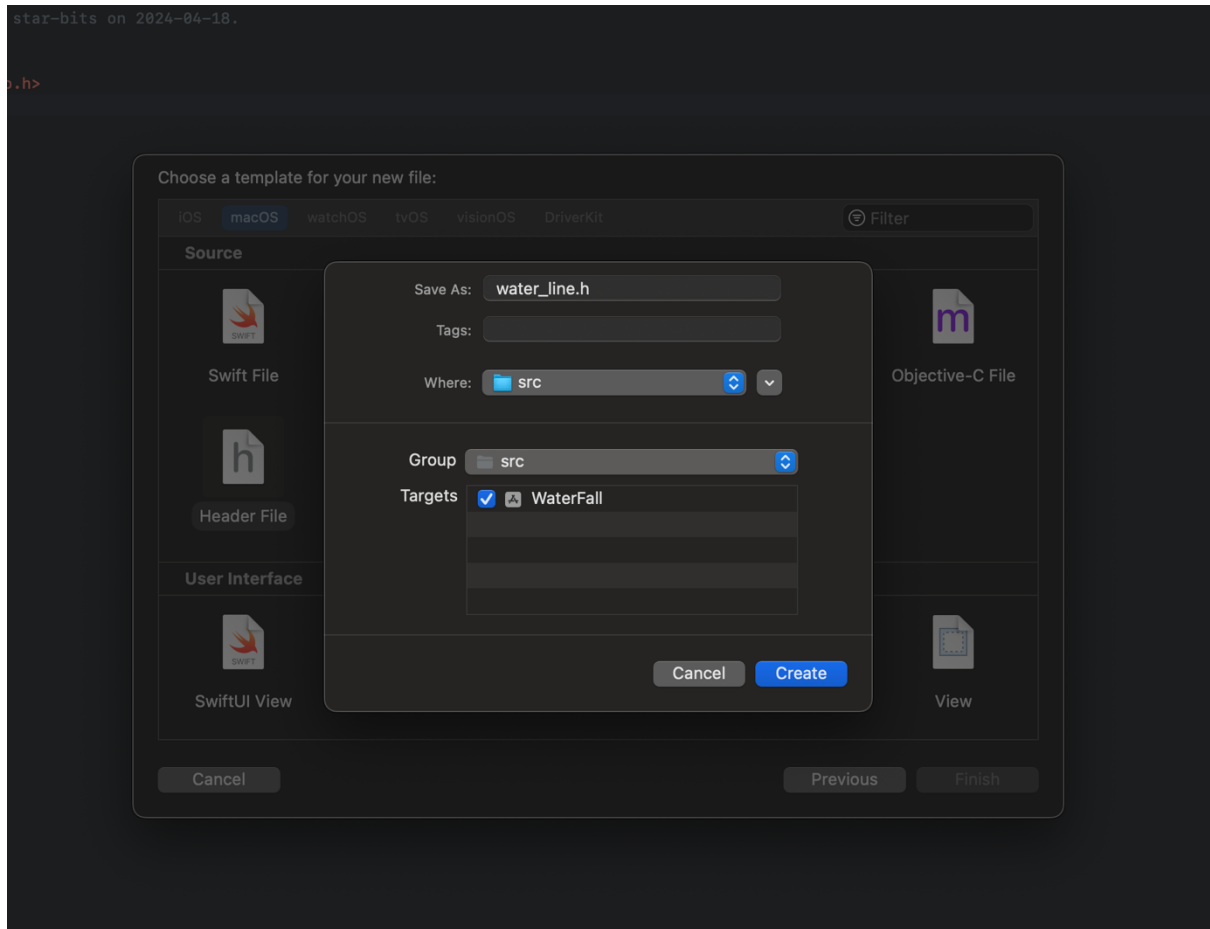 star-bits on 2024-04-18.
.h>
Choose a template for your new file:
iOS macOS watchOS tvOS visionOS DriverKit Filter
Source
SWIFT
Swift File
m
Objective-C File
h
Header File
User Interface
SWIFT
SwiftUI View
View
Save As: water_line.h
Tags:
Where: src
Group src
Targets WaterFall
Cancel Create
Cancel Previous Finish